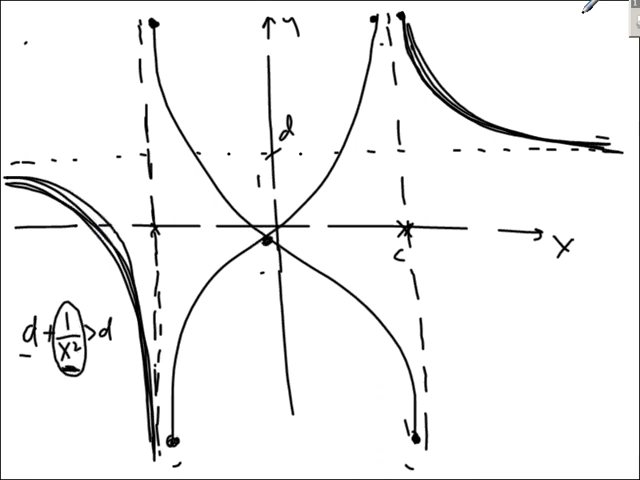 y
d
x
c
d + 1/x² > d